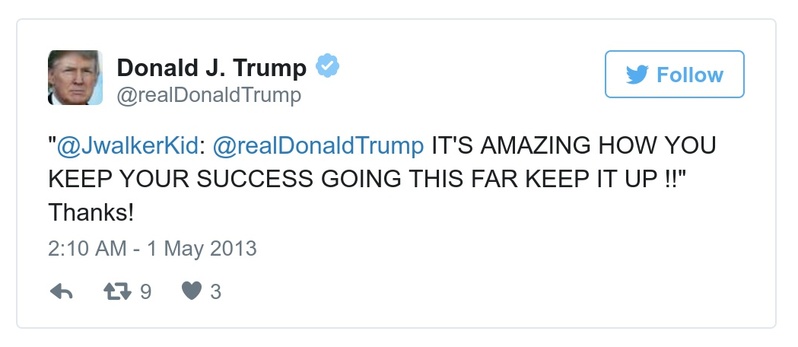 Donald J. Trump
@realDonaldTrump
Follow
"@JwalkerKid: @realDonaldTrump IT'S AMAZING HOW YOU
KEEP YOUR SUCCESS GOING THIS FAR KEEP IT UP !!"
Thanks!
2:10 AM - 1 May 2013
9
3